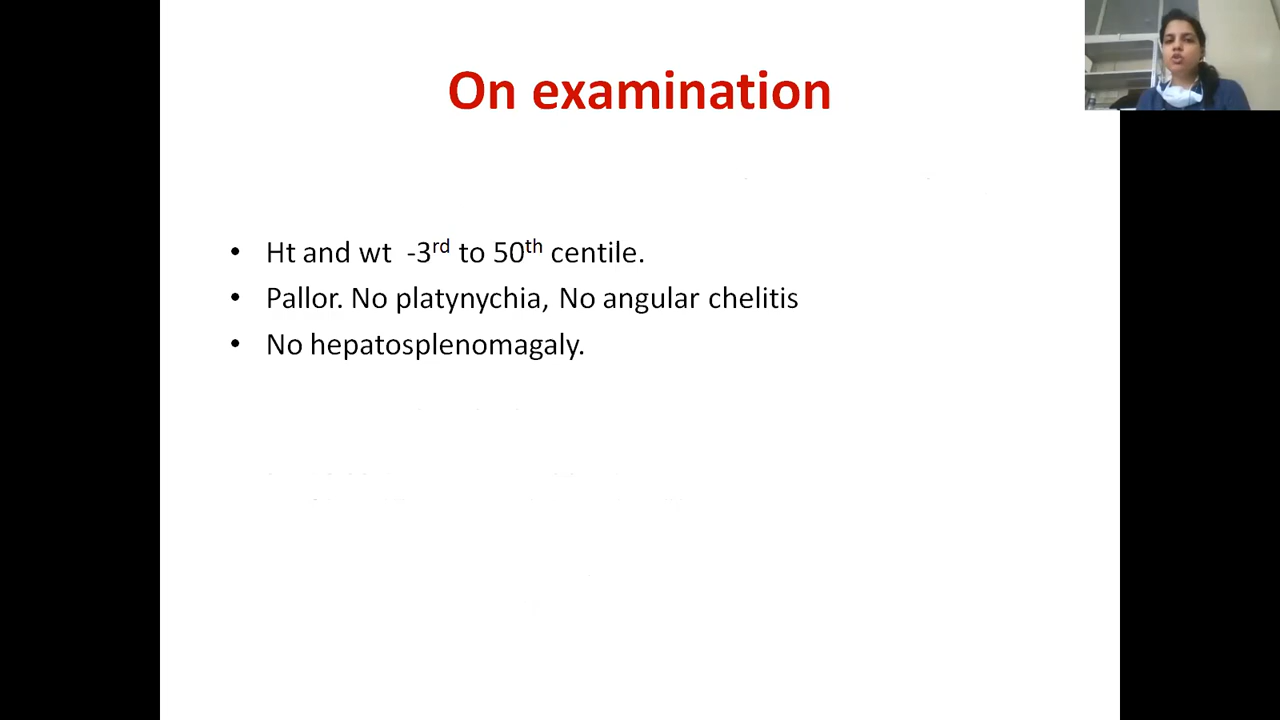 On examination
• Ht and wt -3rd to 50th centile.
• Pallor. No platynychia, No angular chelitis
• No hepatosplenomagaly.